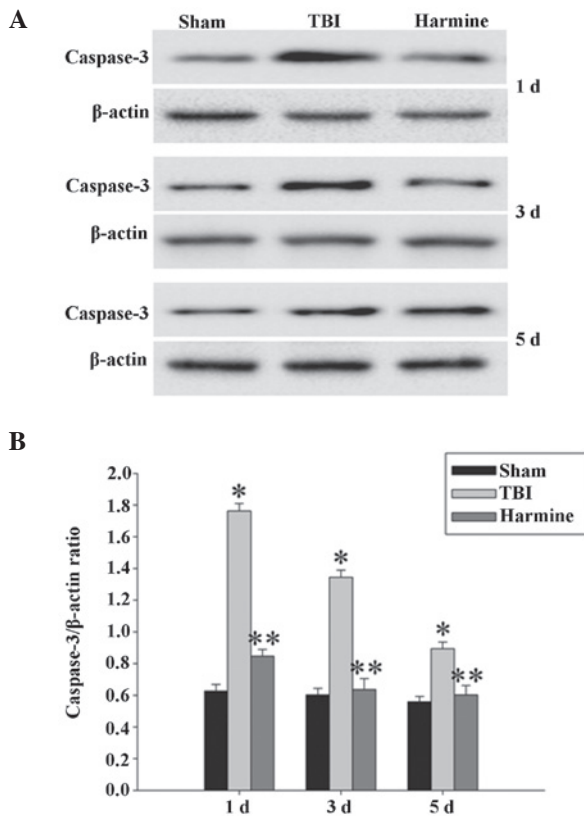 A
Sham TBI Harmine
Caspase-3
1 d
β-actin
Caspase-3
3 d
β-actin
Caspase-3
5 d
β-actin
B
Caspase-3/β-actin ratio
2.0
1.8
1.6
1.4
1.2
1.0
0.8
0.6
0.4
0.2
0.0
*
**
*
**
*
**
1 d 3 d 5 d
Sham
TBI
Harmine